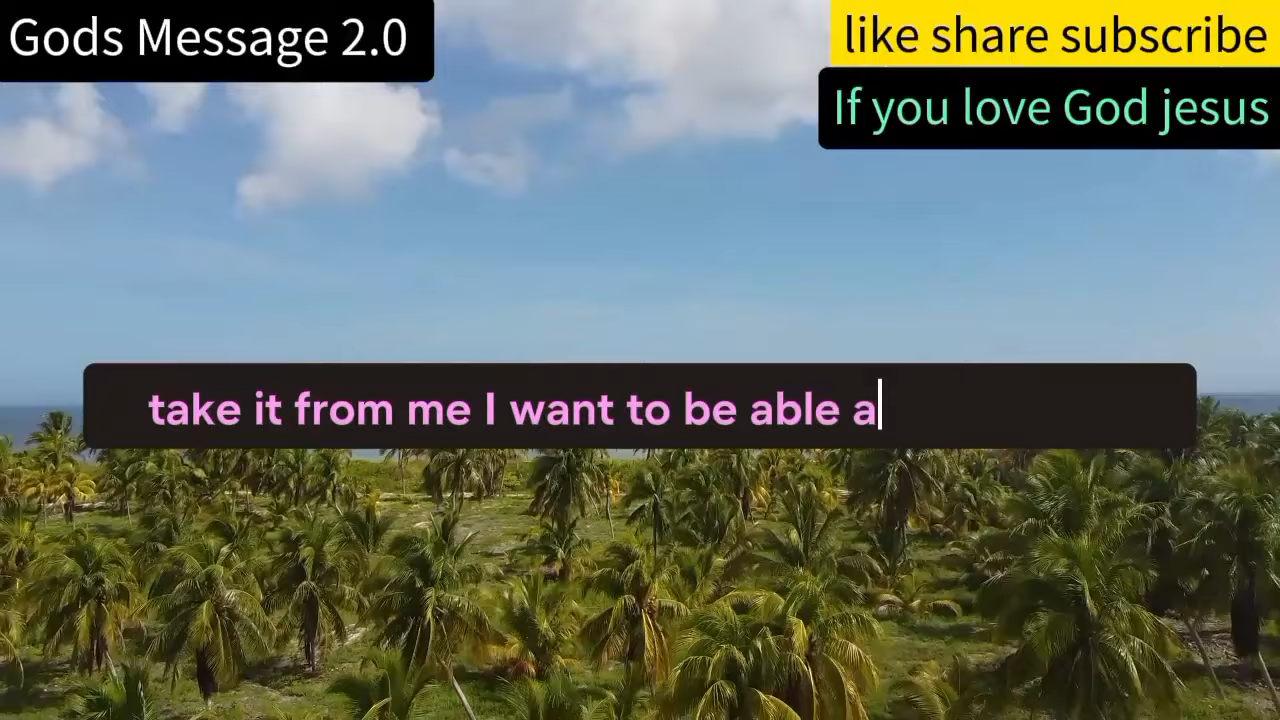 Gods Message 2.0
like share subscribe
If you love God jesus
take it from me I want to be able a